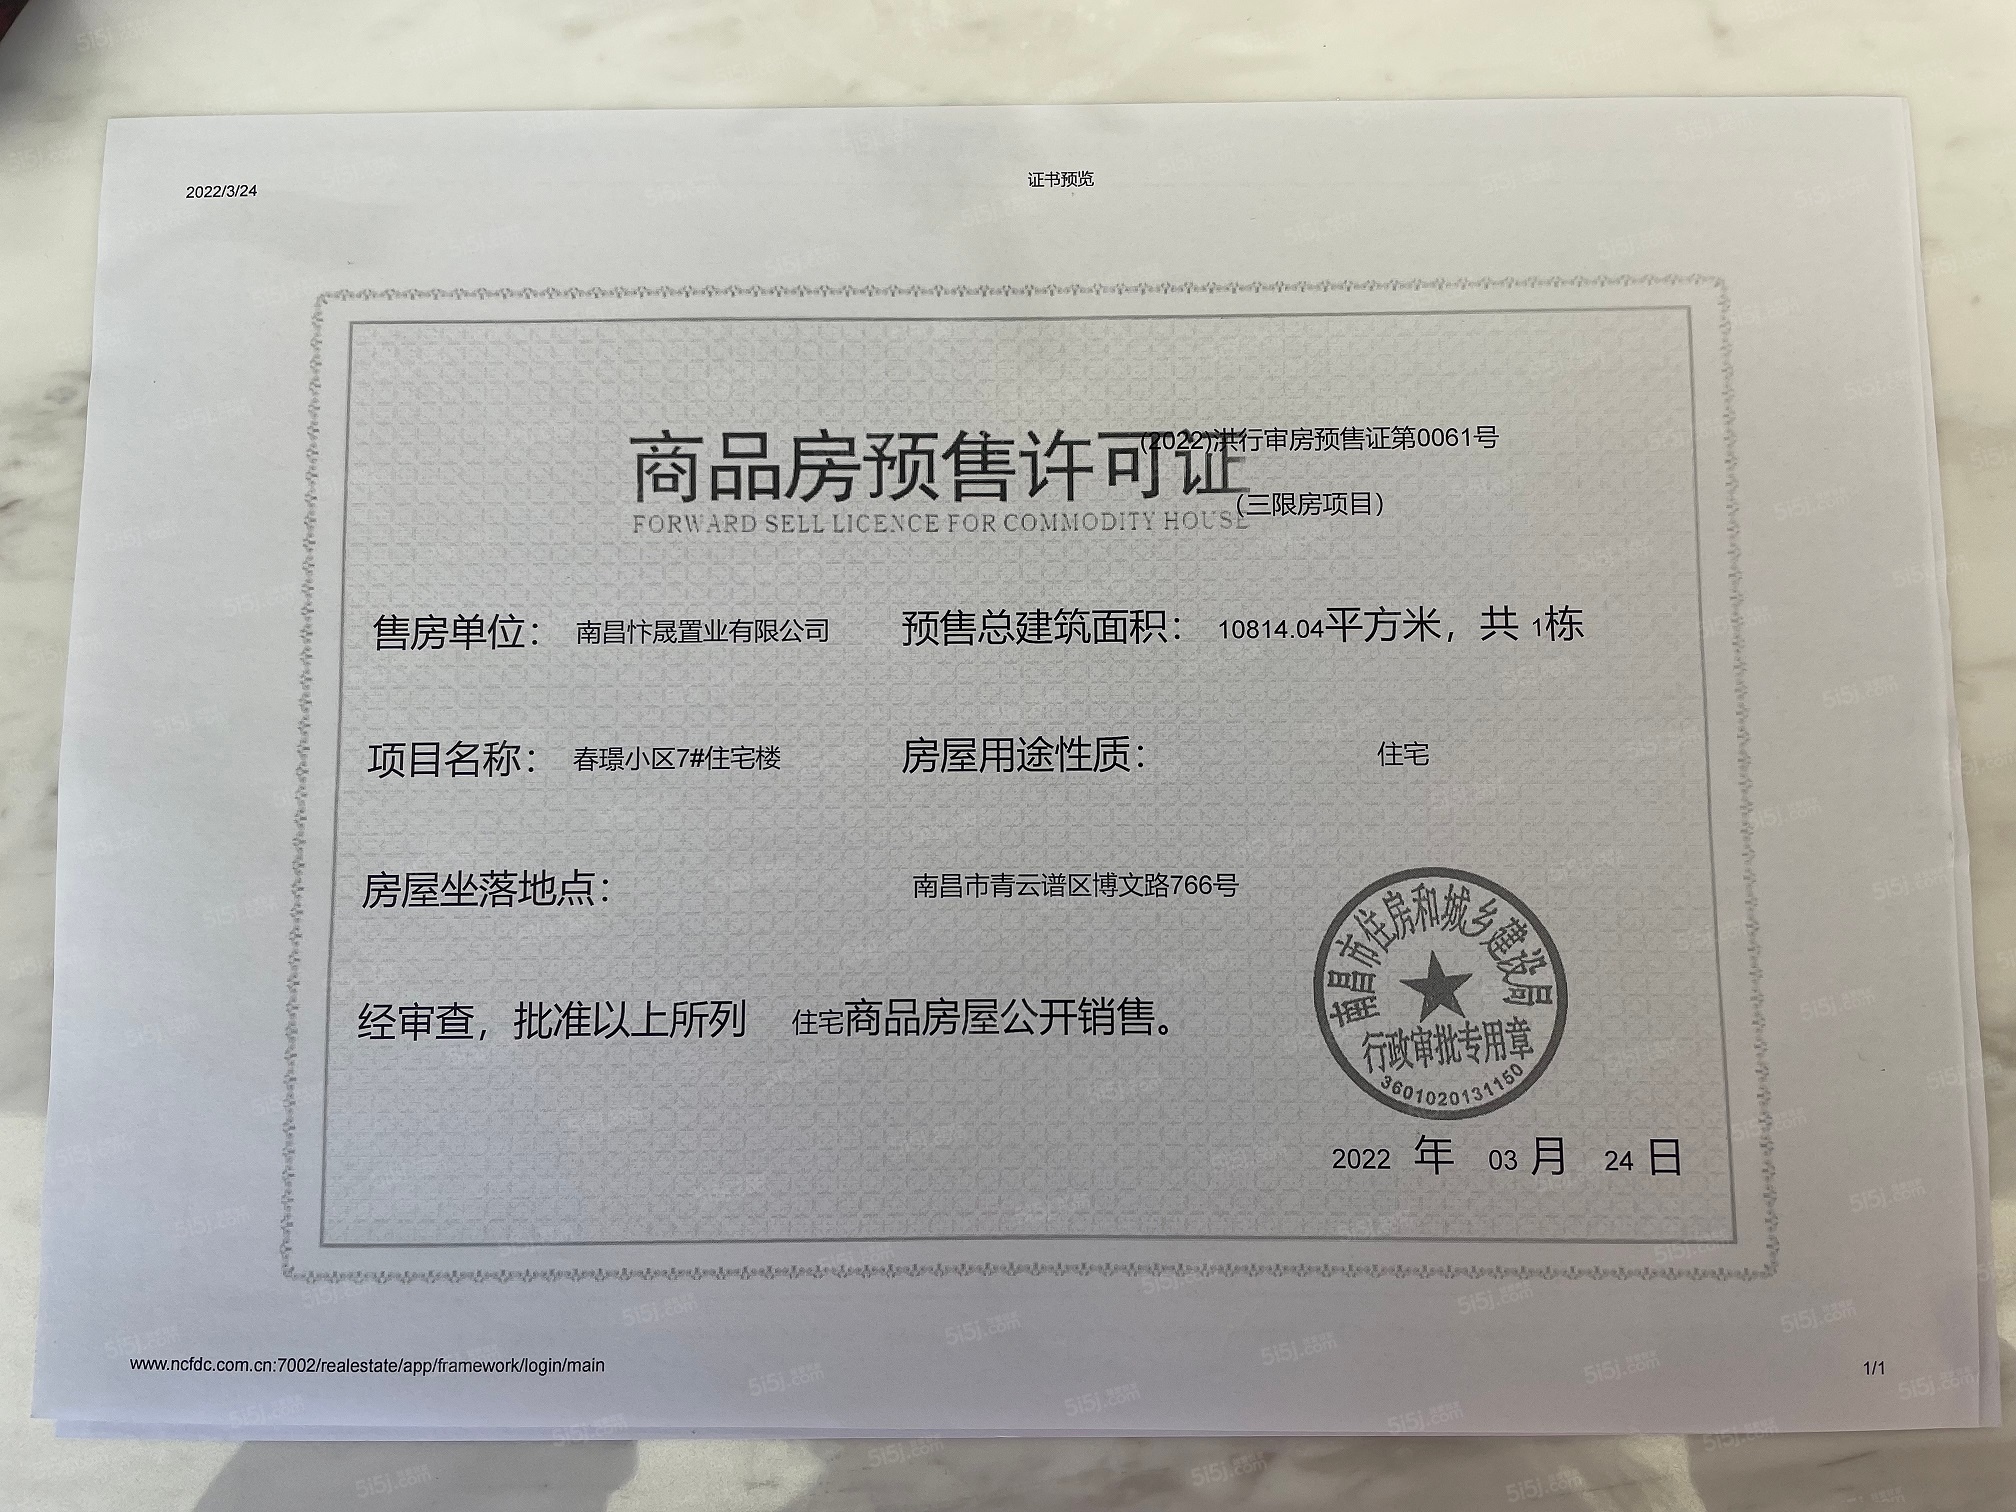 2022/3/24
证书预览
(2022)洪行审房预售证第0061号
商品房预售许可证
(三限房项目)
FORWARD SELL LICENCE FOR COMMODITY HOUSE
售房单位： 南昌忭晟置业有限公司 预售总建筑面积： 10814.04平方米，共 1栋
项目名称： 春璟小区7#住宅楼 房屋用途性质： 住宅
房屋坐落地点： 南昌市青云谱区博文路766号
经审查，批准以上所列 住宅商品房屋公开销售。
南昌市住房和城乡建设局
行政审批专用章
3601020131150
2022 年 03 月 24 日
www.ncfdc.com.cn:7002/realestate/app/framework/login/main
1/1
5i5j.com